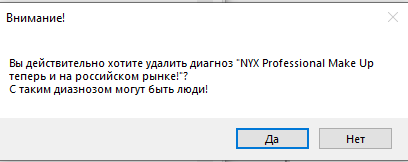 Внимание!
Вы действительно хотите удалить диагноз "NYX Professional Make Up
теперь и на российском рынке!"?
С таким диазнозом могут быть люди!
Да
Нет